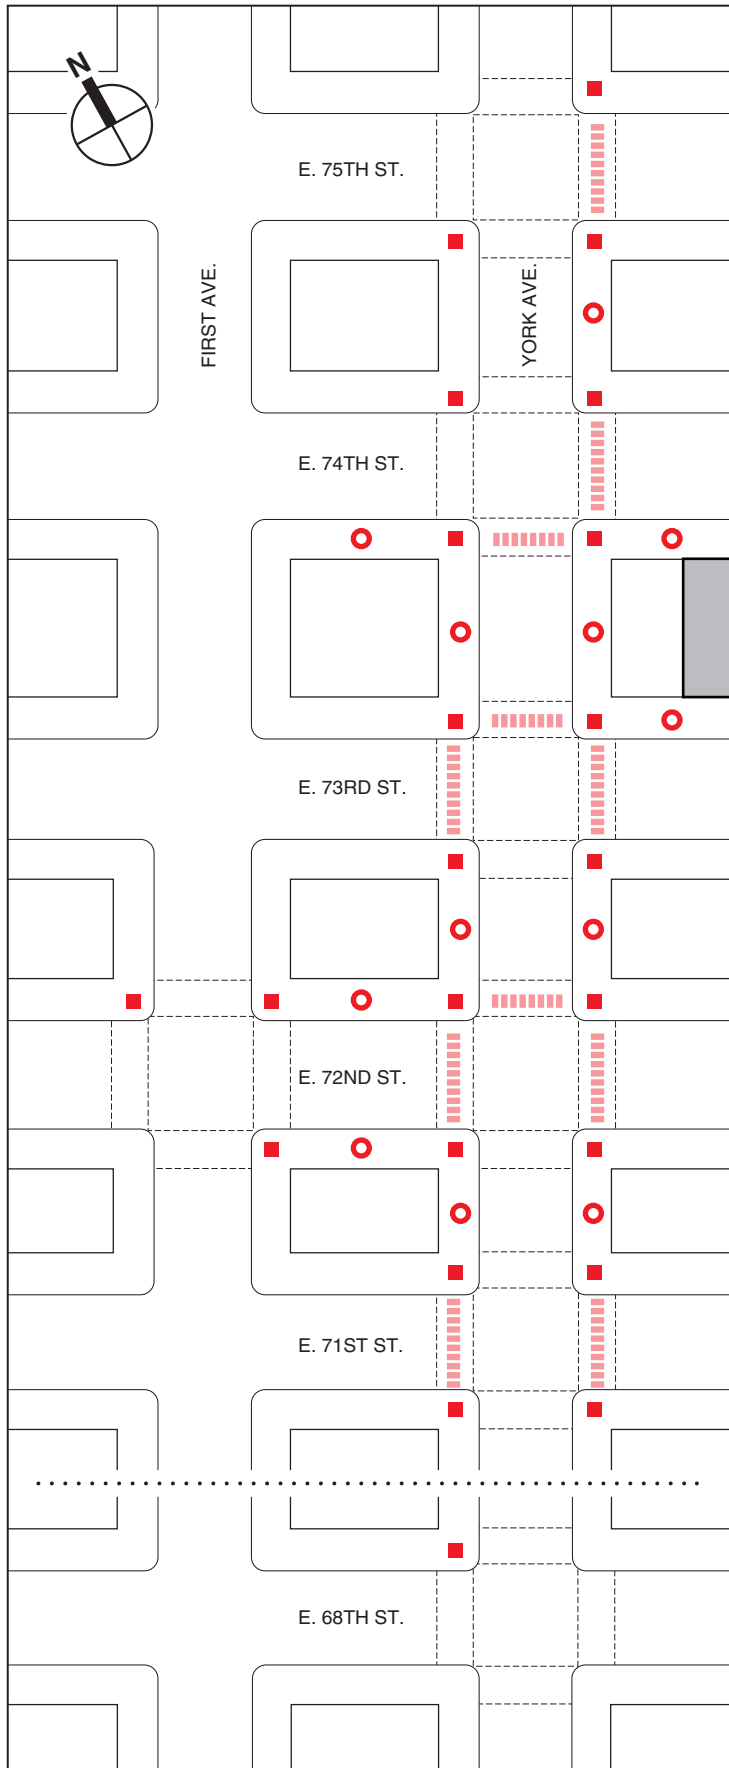 N
E. 75TH ST.
FIRST AVE.
YORK AVE.
E. 74TH ST.
E. 73RD ST.
E. 72ND ST.
E. 71ST ST.
E. 68TH ST.